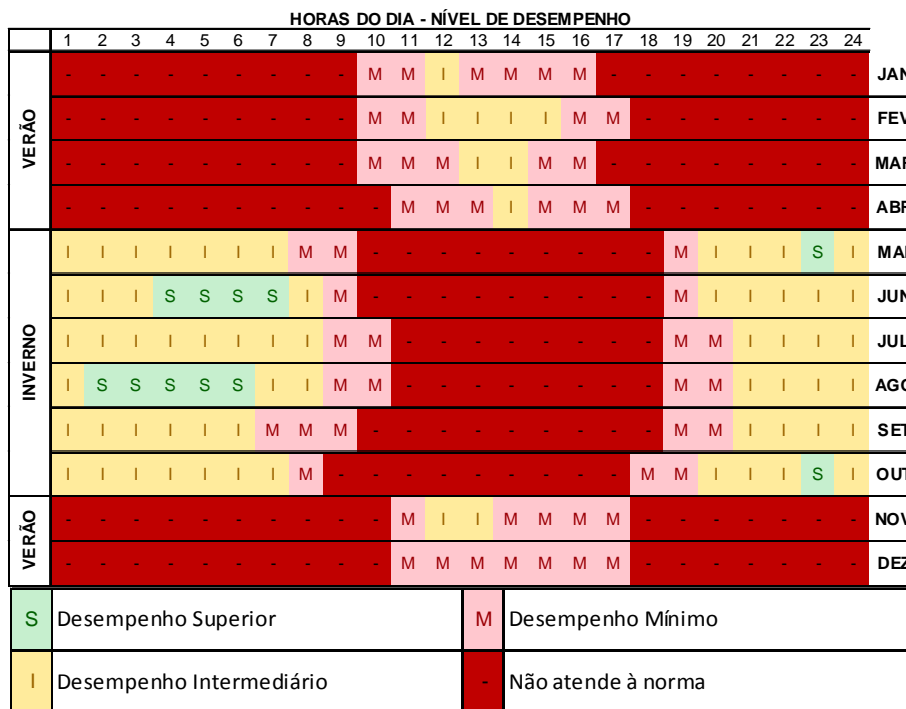 HORAS DO DIA - NÍVEL DE DESEMPENHO
1 2 3 4 5 6 7 8 9 10 11 12 13 14 15 16 17 18 19 20 21 22 23 24
VERÃO
- - - - - - - - - M M I M M M M - - - - - - - - JAN
- - - - - - - - - M M I I I I M M - - - - - - - FEV
- - - - - - - - - M M M I I M M - - - - - - - - MAR
- - - - - - - - - - M M M I M M M - - - - - - - ABR
INVERNO
I I I I I I I M M - - - - - - - - - M I I I S I MAI
I I I S S S S I M - - - - - - - - - M I I I I I JUN
I I I I I I I I M M - - - - - - - - M M I I I I JUL
I S S S S S I I M M - - - - - - - - M M I I I I AGO
I I I I I I M M M - - - - - - - - - M M I I I I SET
I I I I I I I M - - - - - - - - - M M I I I S I OUT
VERÃO
- - - - - - - - - - M I I M M M M - - - - - - - NOV
- - - - - - - - - - M M M M M M M - - - - - - - DEZ
S Desempenho Superior M Desempenho Mínimo
I Desempenho Intermediário - Não atende à norma